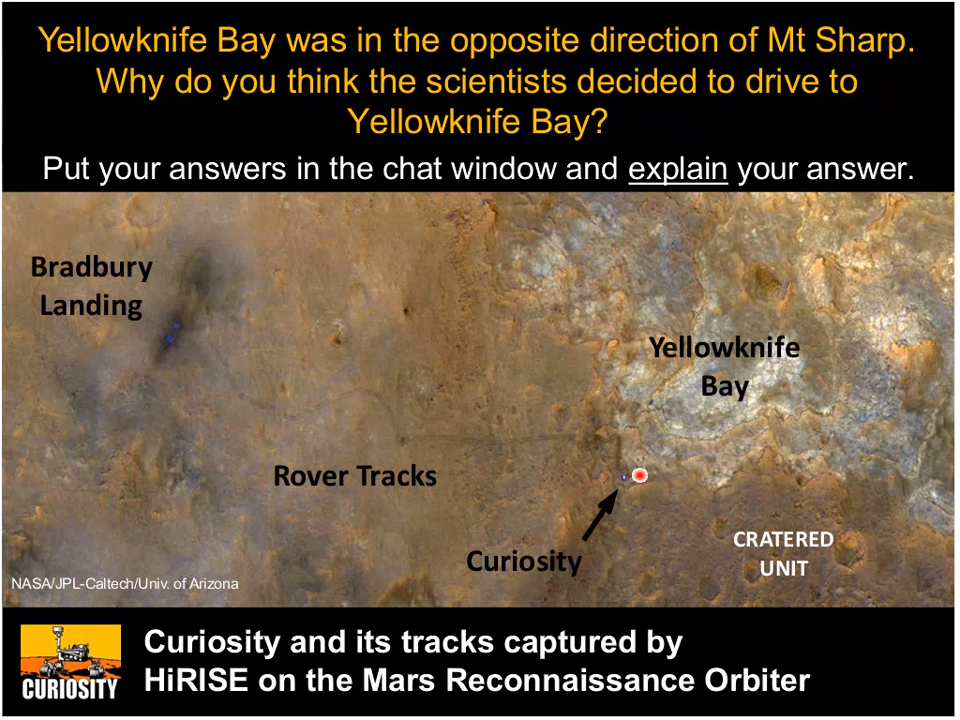 Yellowknife Bay was in the opposite direction of Mt Sharp.
Why do you think the scientists decided to drive to
Yellowknife Bay?
Put your answers in the chat window and explain your answer.
Bradbury
Landing
Yellowknife
Bay
Rover Tracks
Curiosity
CRATERED
UNIT
NASA/JPL-Caltech/Univ. of Arizona
CURIOSITY
Curiosity and its tracks captured by
HiRISE on the Mars Reconnaissance Orbiter